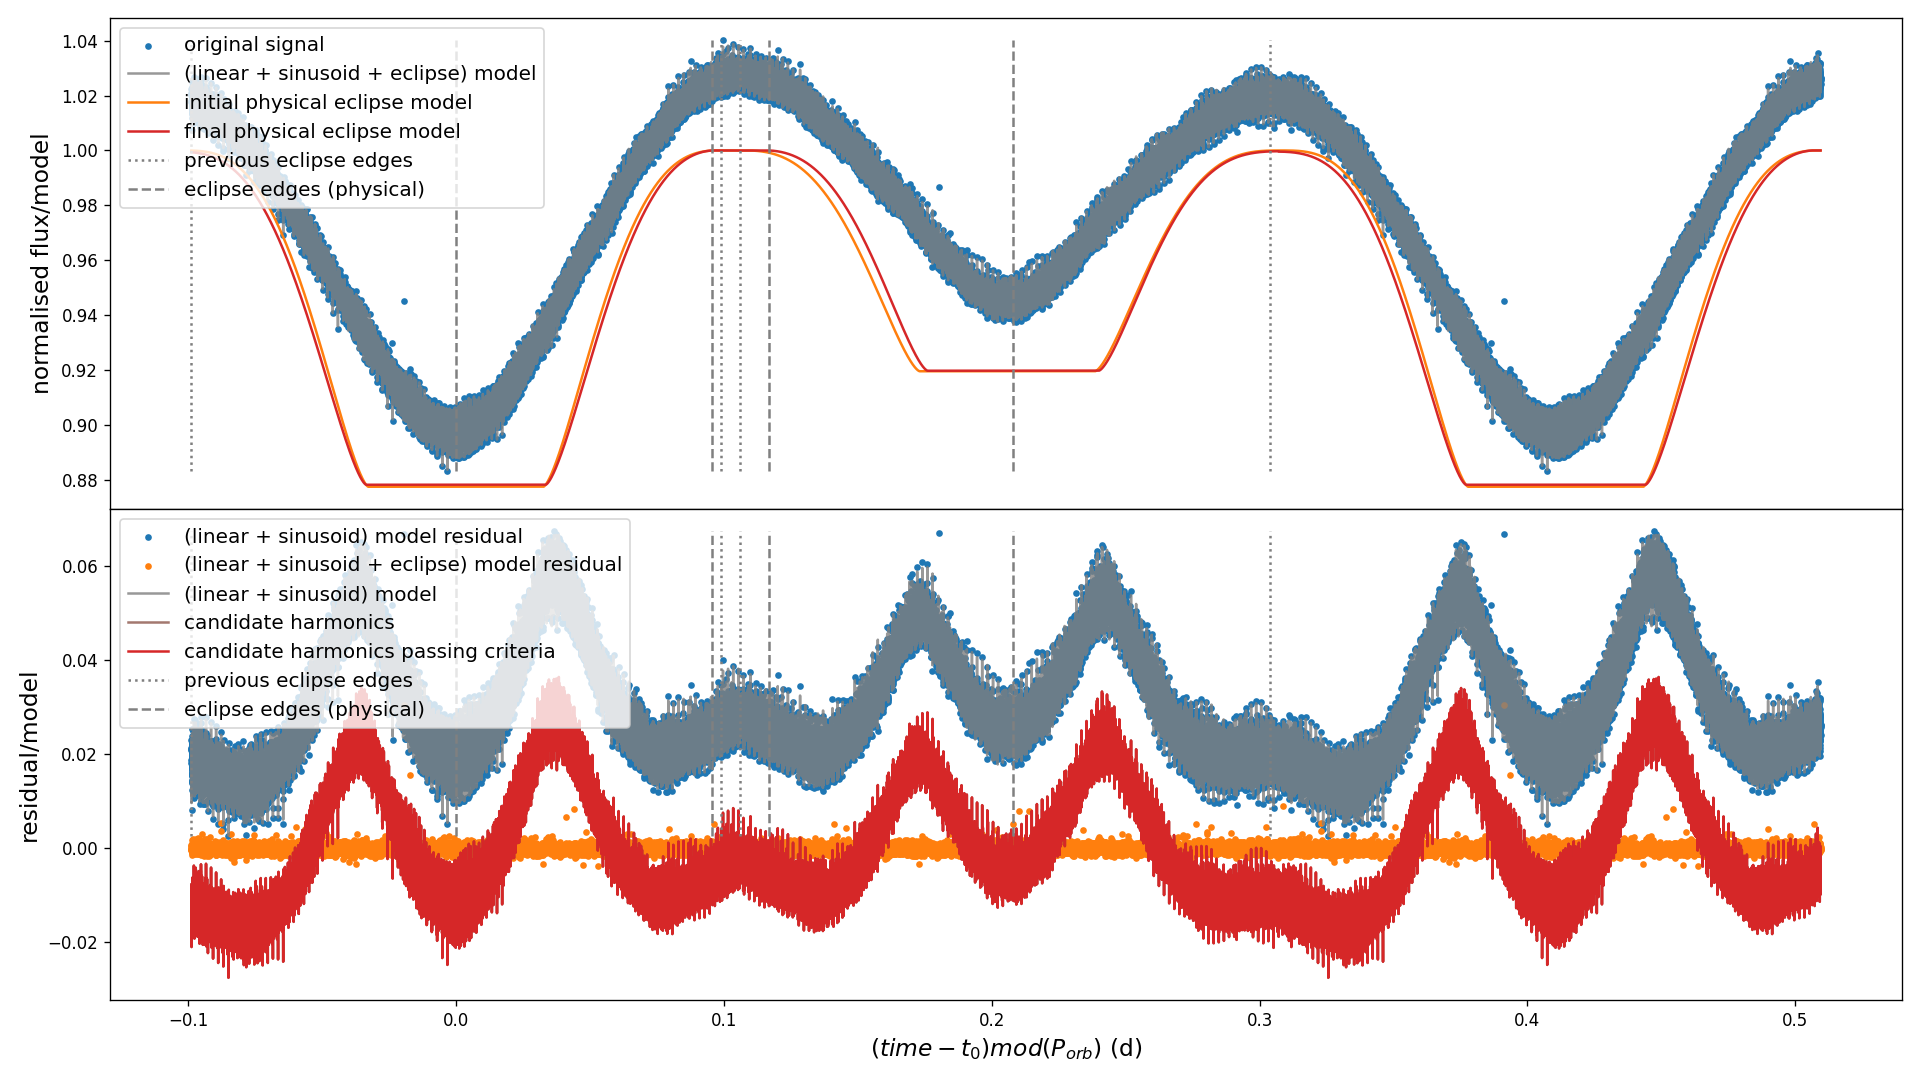 original signal
(linear + sinusoid + eclipse) model
initial physical eclipse model
final physical eclipse model
previous eclipse edges
eclipse edges (physical)
normalised flux/model
1.04
1.02
1.00
0.98
0.96
0.94
0.92
0.90
0.88
(linear + sinusoid) model residual
(linear + sinusoid + eclipse) model residual
(linear + sinusoid) model
candidate harmonics
candidate harmonics passing criteria
previous eclipse edges
eclipse edges (physical)
residual/model
0.06
0.04
0.02
0.00
−0.02
−0.1 0.0 0.1 0.2 0.3 0.4 0.5
(time − t₀)mod(P_orb) (d)